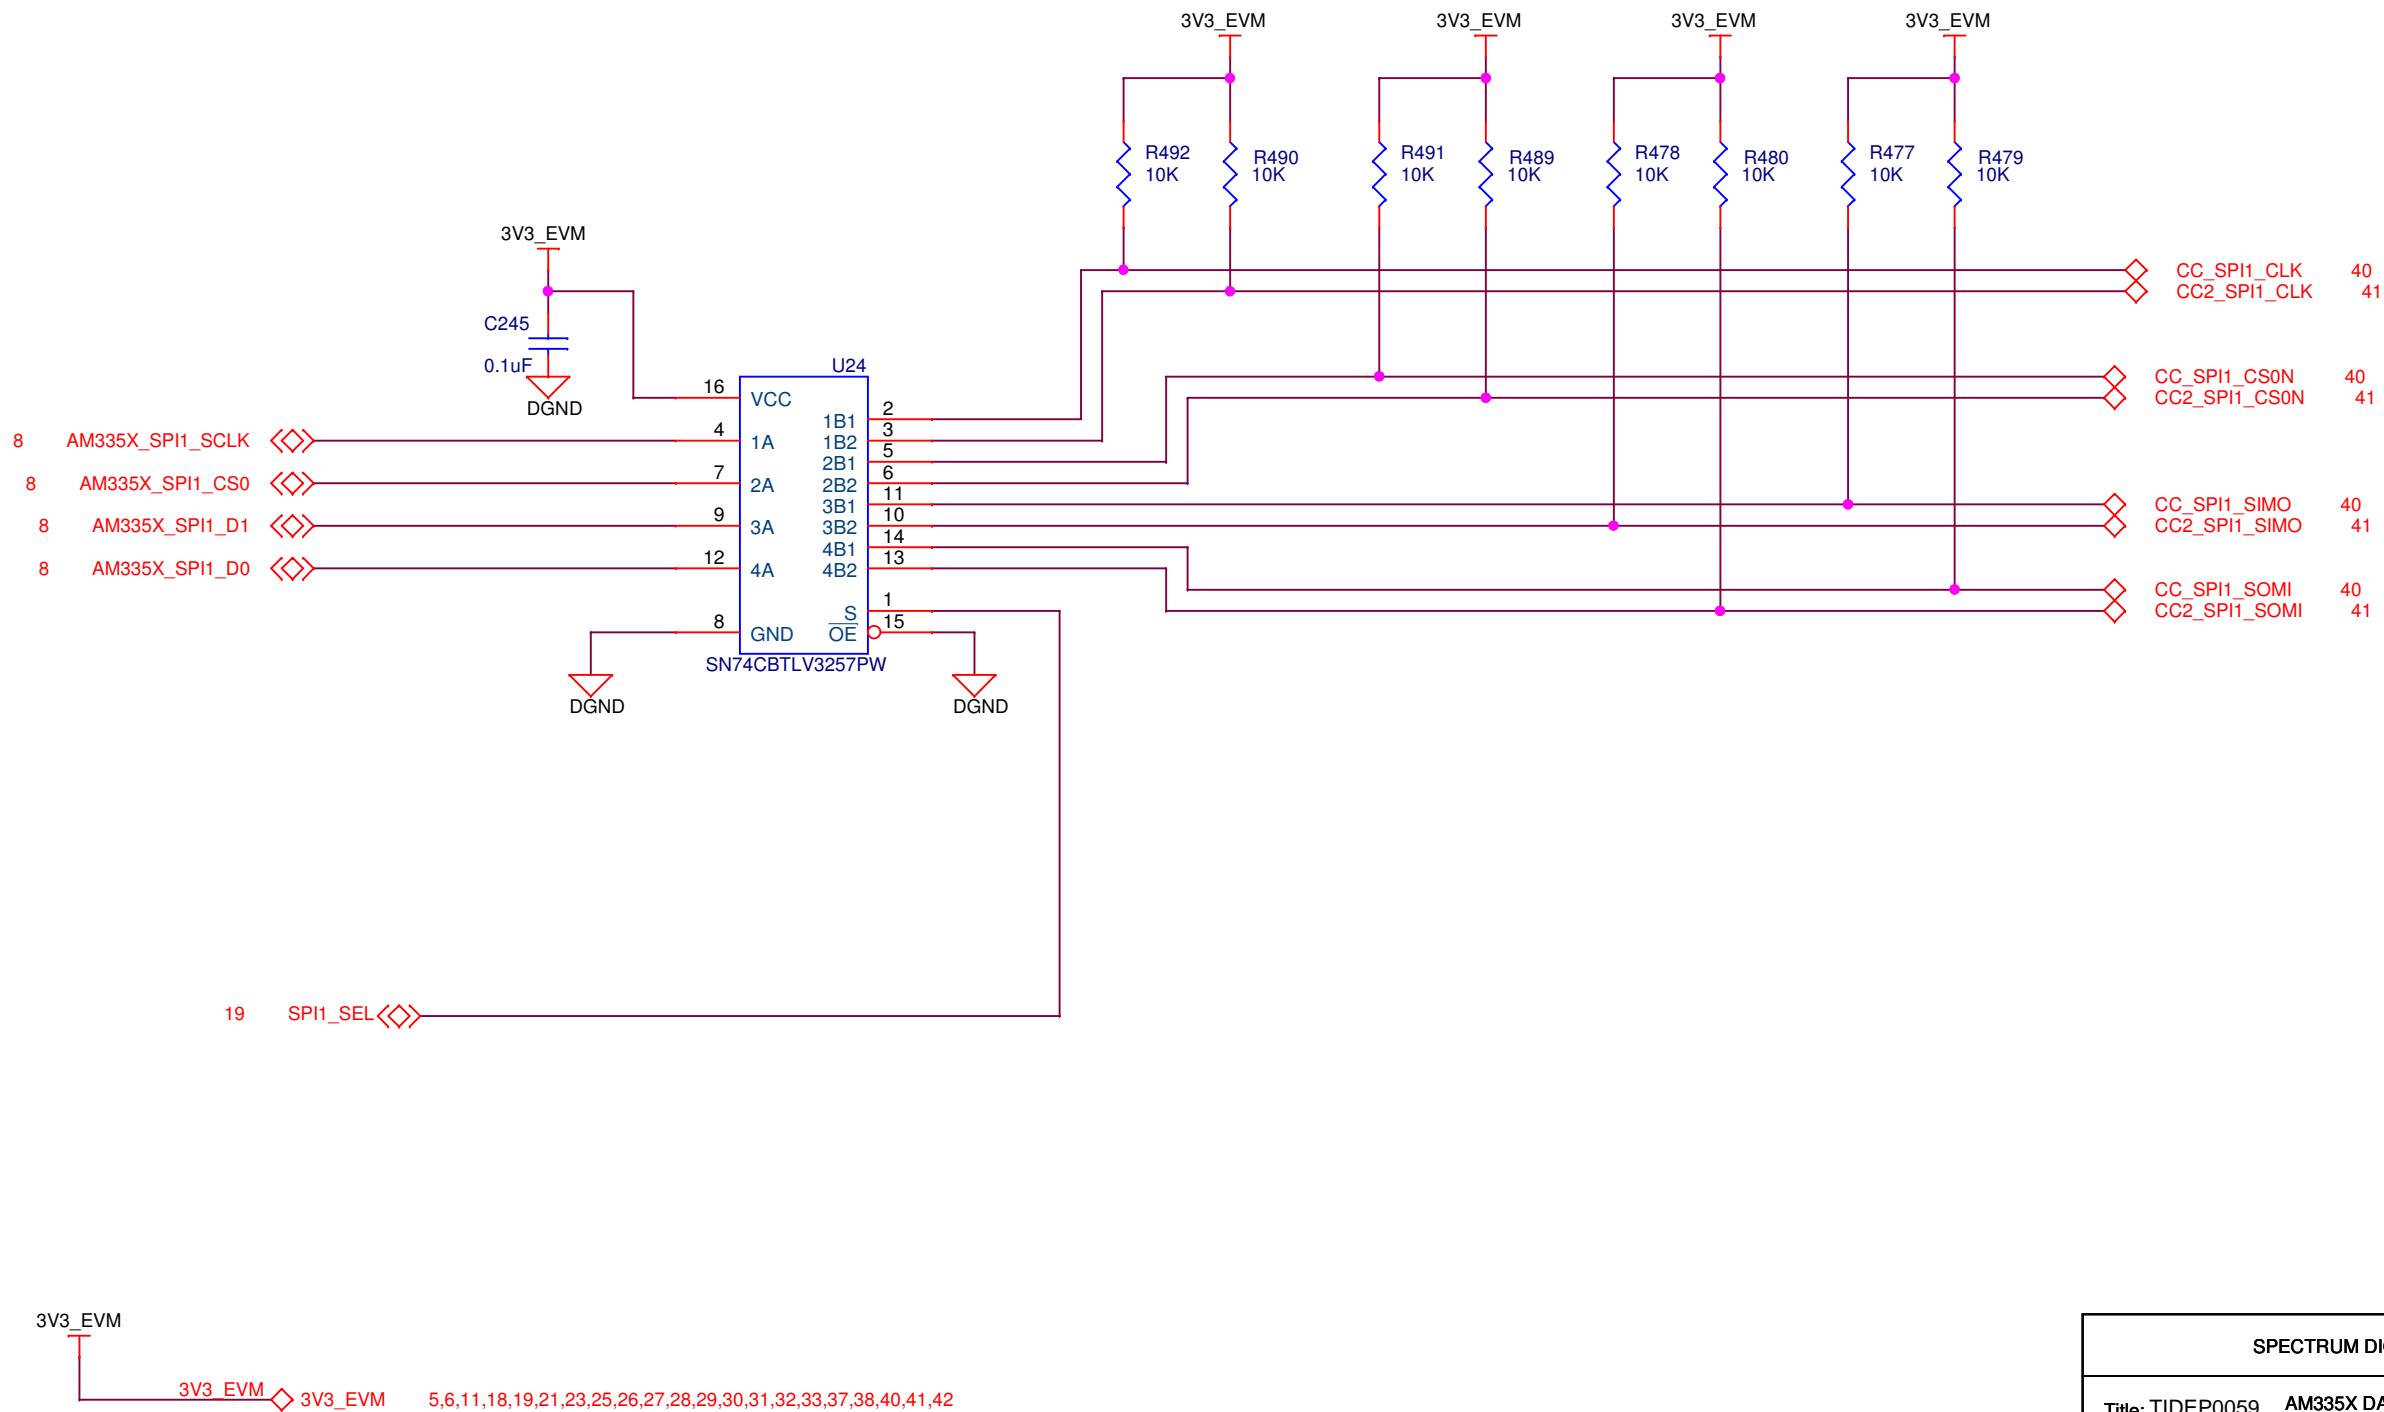 3V3_EVM 3V3_EVM 3V3_EVM 3V3_EVM
R492 R490 R491 R489 R478 R480 R477 R479
10K 10K 10K 10K 10K 10K 10K 10K
3V3_EVM
CC_SPI1_CLK 40
CC2_SPI1_CLK 41
C245
0.1uF
DGND
U24
CC_SPI1_CS0N 40
CC2_SPI1_CS0N 41
16 VCC
1B1 2
8 AM335X_SPI1_SCLK 4 1A 1B2 3
2B1 5
8 AM335X_SPI1_CS0 7 2A 2B2 6
3B1 11 CC_SPI1_SIMO 40
8 AM335X_SPI1_D1 9 3A 3B2 10 CC2_SPI1_SIMO 41
4B1 14
8 AM335X_SPI1_D0 12 4A 4B2 13
CC_SPI1_SOMI 40
S 1 CC2_SPI1_SOMI 41
8 GND OE 15
SN74CBTLV3257PW
DGND DGND
19 SPI1_SEL
3V3_EVM
3V3_EVM 3V3_EVM 5,6,11,18,19,21,23,25,26,27,28,29,30,31,32,33,37,38,40,41,42
SPECTRUM DI
Title: TIDEP0059 AM335X DA